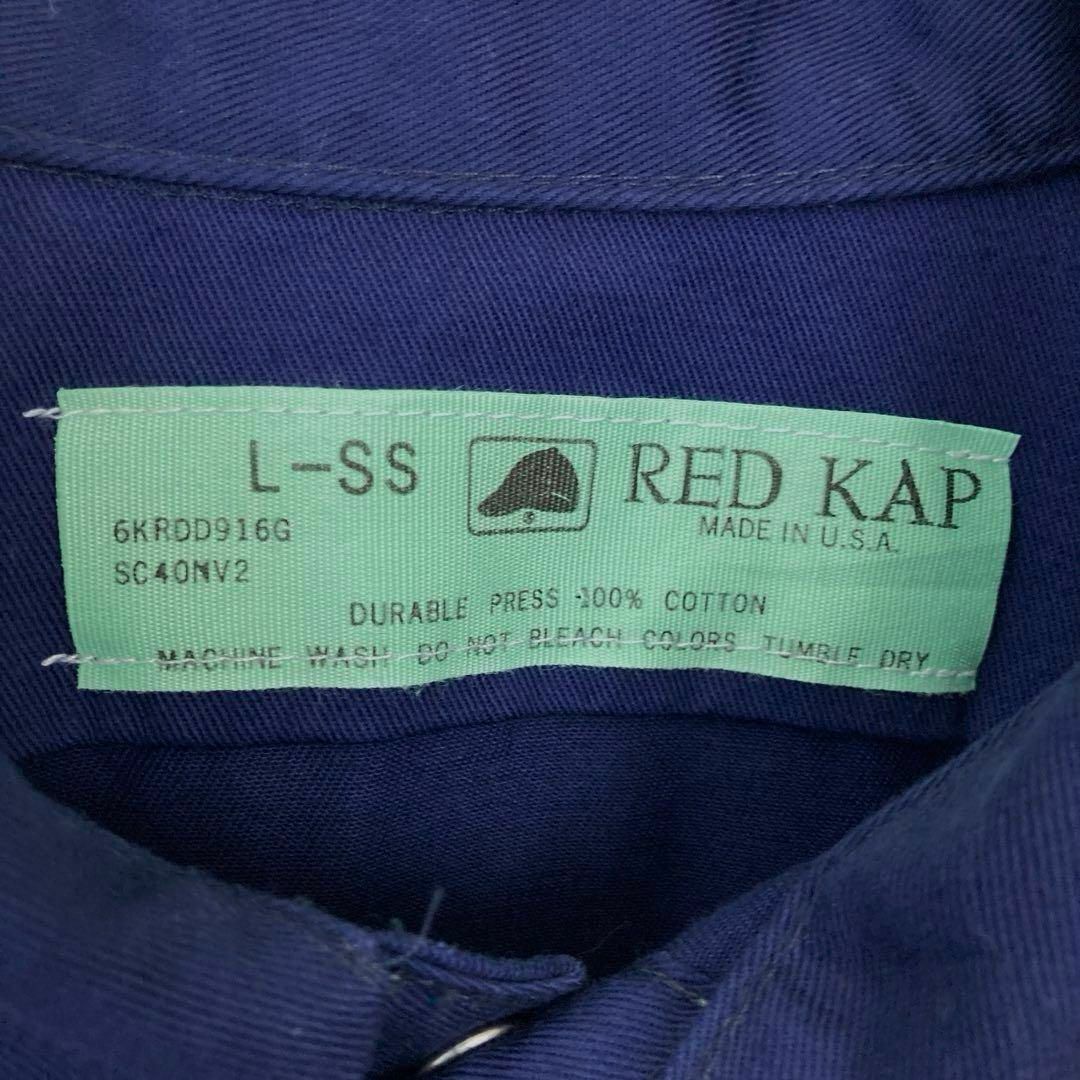 L-SS
RED KAP
MADE IN U.S.A.
6KRDD916G
SC40NV2
DURABLE PRESS -100% COTTON
MACHINE WASH DO NOT BLEACH COLORS TUMBLE DRY